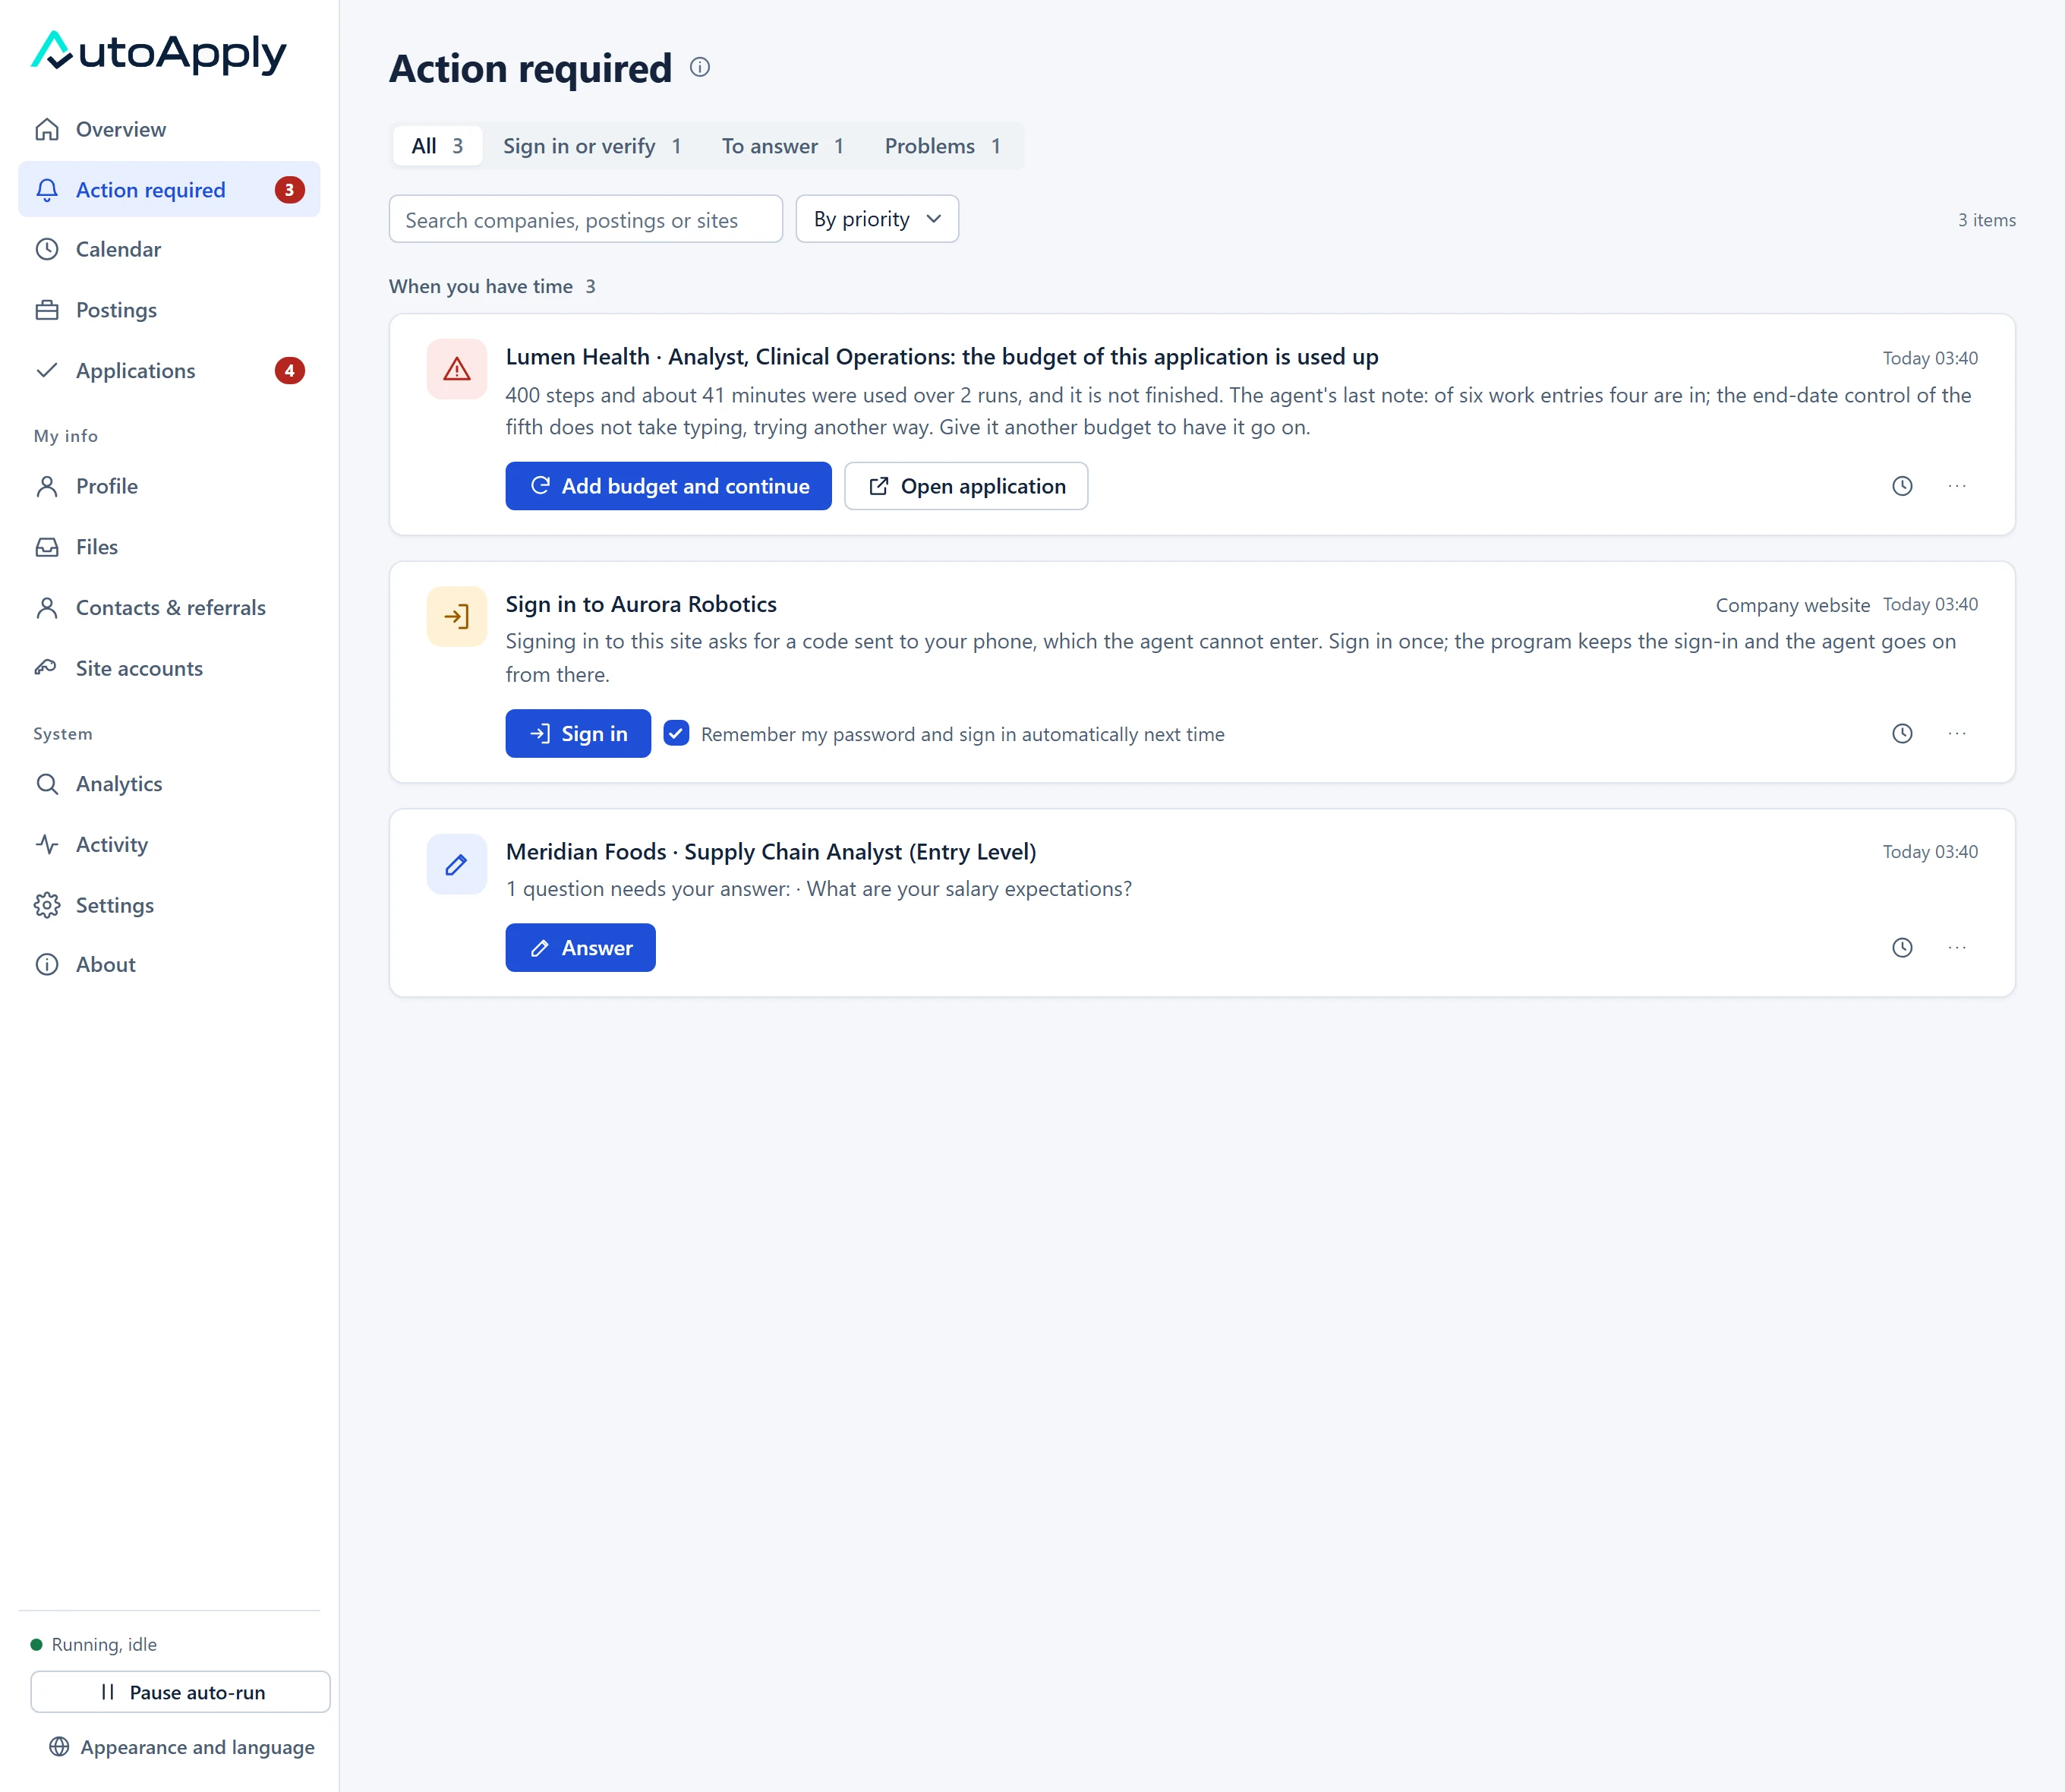 AutoApply
Overview
Action required 3
Calendar
Postings
Applications 4
My info
Profile
Files
Contacts & referrals
Site accounts
System
Analytics
Activity
Settings
About
Running, idle
Pause auto-run
Appearance and language
Action required
All 3 Sign in or verify 1 To answer 1 Problems 1
Search companies, postings or sites By priority 3 items
When you have time 3
Lumen Health · Analyst, Clinical Operations: the budget of this application is used up Today 03:40
400 steps and about 41 minutes were used over 2 runs, and it is not finished. The agent's last note: of six work entries four are in; the end-date control of the
fifth does not take typing, trying another way. Give it another budget to have it go on.
Add budget and continue Open application
Sign in to Aurora Robotics Company website Today 03:40
Signing in to this site asks for a code sent to your phone, which the agent cannot enter. Sign in once; the program keeps the sign-in and the agent goes on
from there.
Sign in Remember my password and sign in automatically next time
Meridian Foods · Supply Chain Analyst (Entry Level) Today 03:40
1 question needs your answer: · What are your salary expectations?
Answer